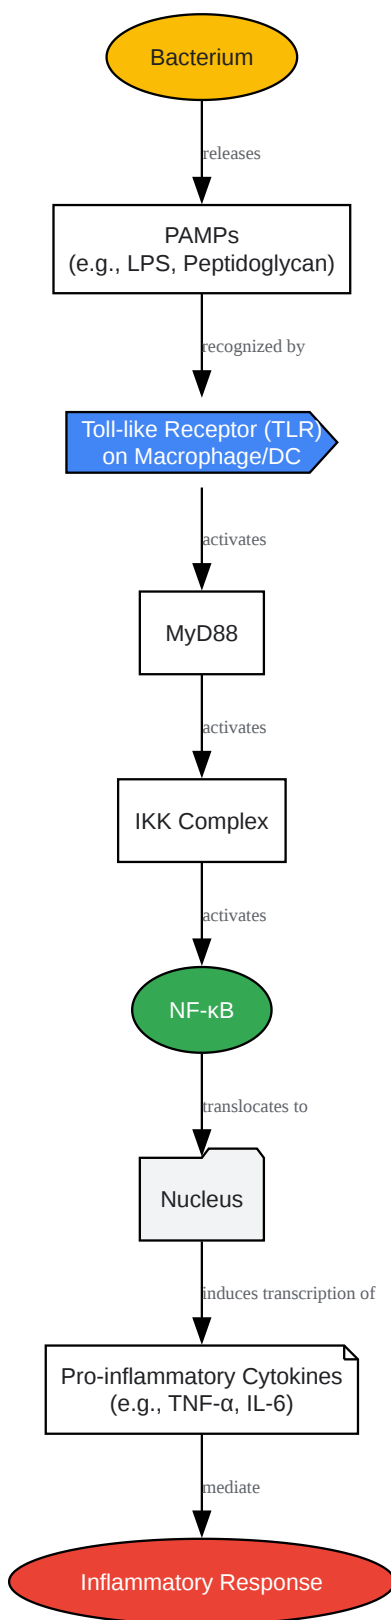 Bacterium
releases
PAMPs
(e.g., LPS, Peptidoglycan)
recognized by
Toll-like Receptor (TLR)
on Macrophage/DC
activates
MyD88
activates
IKK Complex
activates
NF-κB
translocates to
Nucleus
induces transcription of
Pro-inflammatory Cytokines
(e.g., TNF-α, IL-6)
mediate
Inflammatory Response